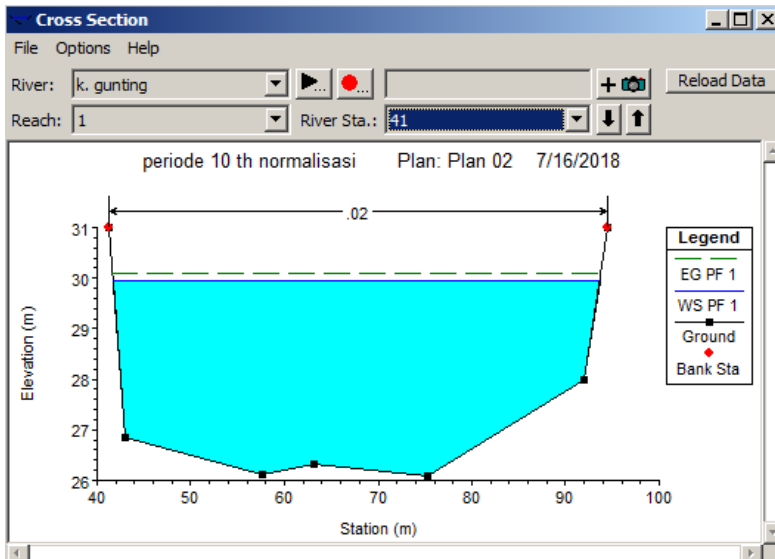 Cross Section
File Options Help
River: k. gunting Reload Data
Reach: 1 River Sta.: 41
periode 10 th normalisasi Plan: Plan 02 7/16/2018
.02
31
30
29
28
27
26
Elevation (m)
40 50 60 70 80 90 100
Station (m)
Legend
EG PF 1
WS PF 1
Ground
Bank Sta